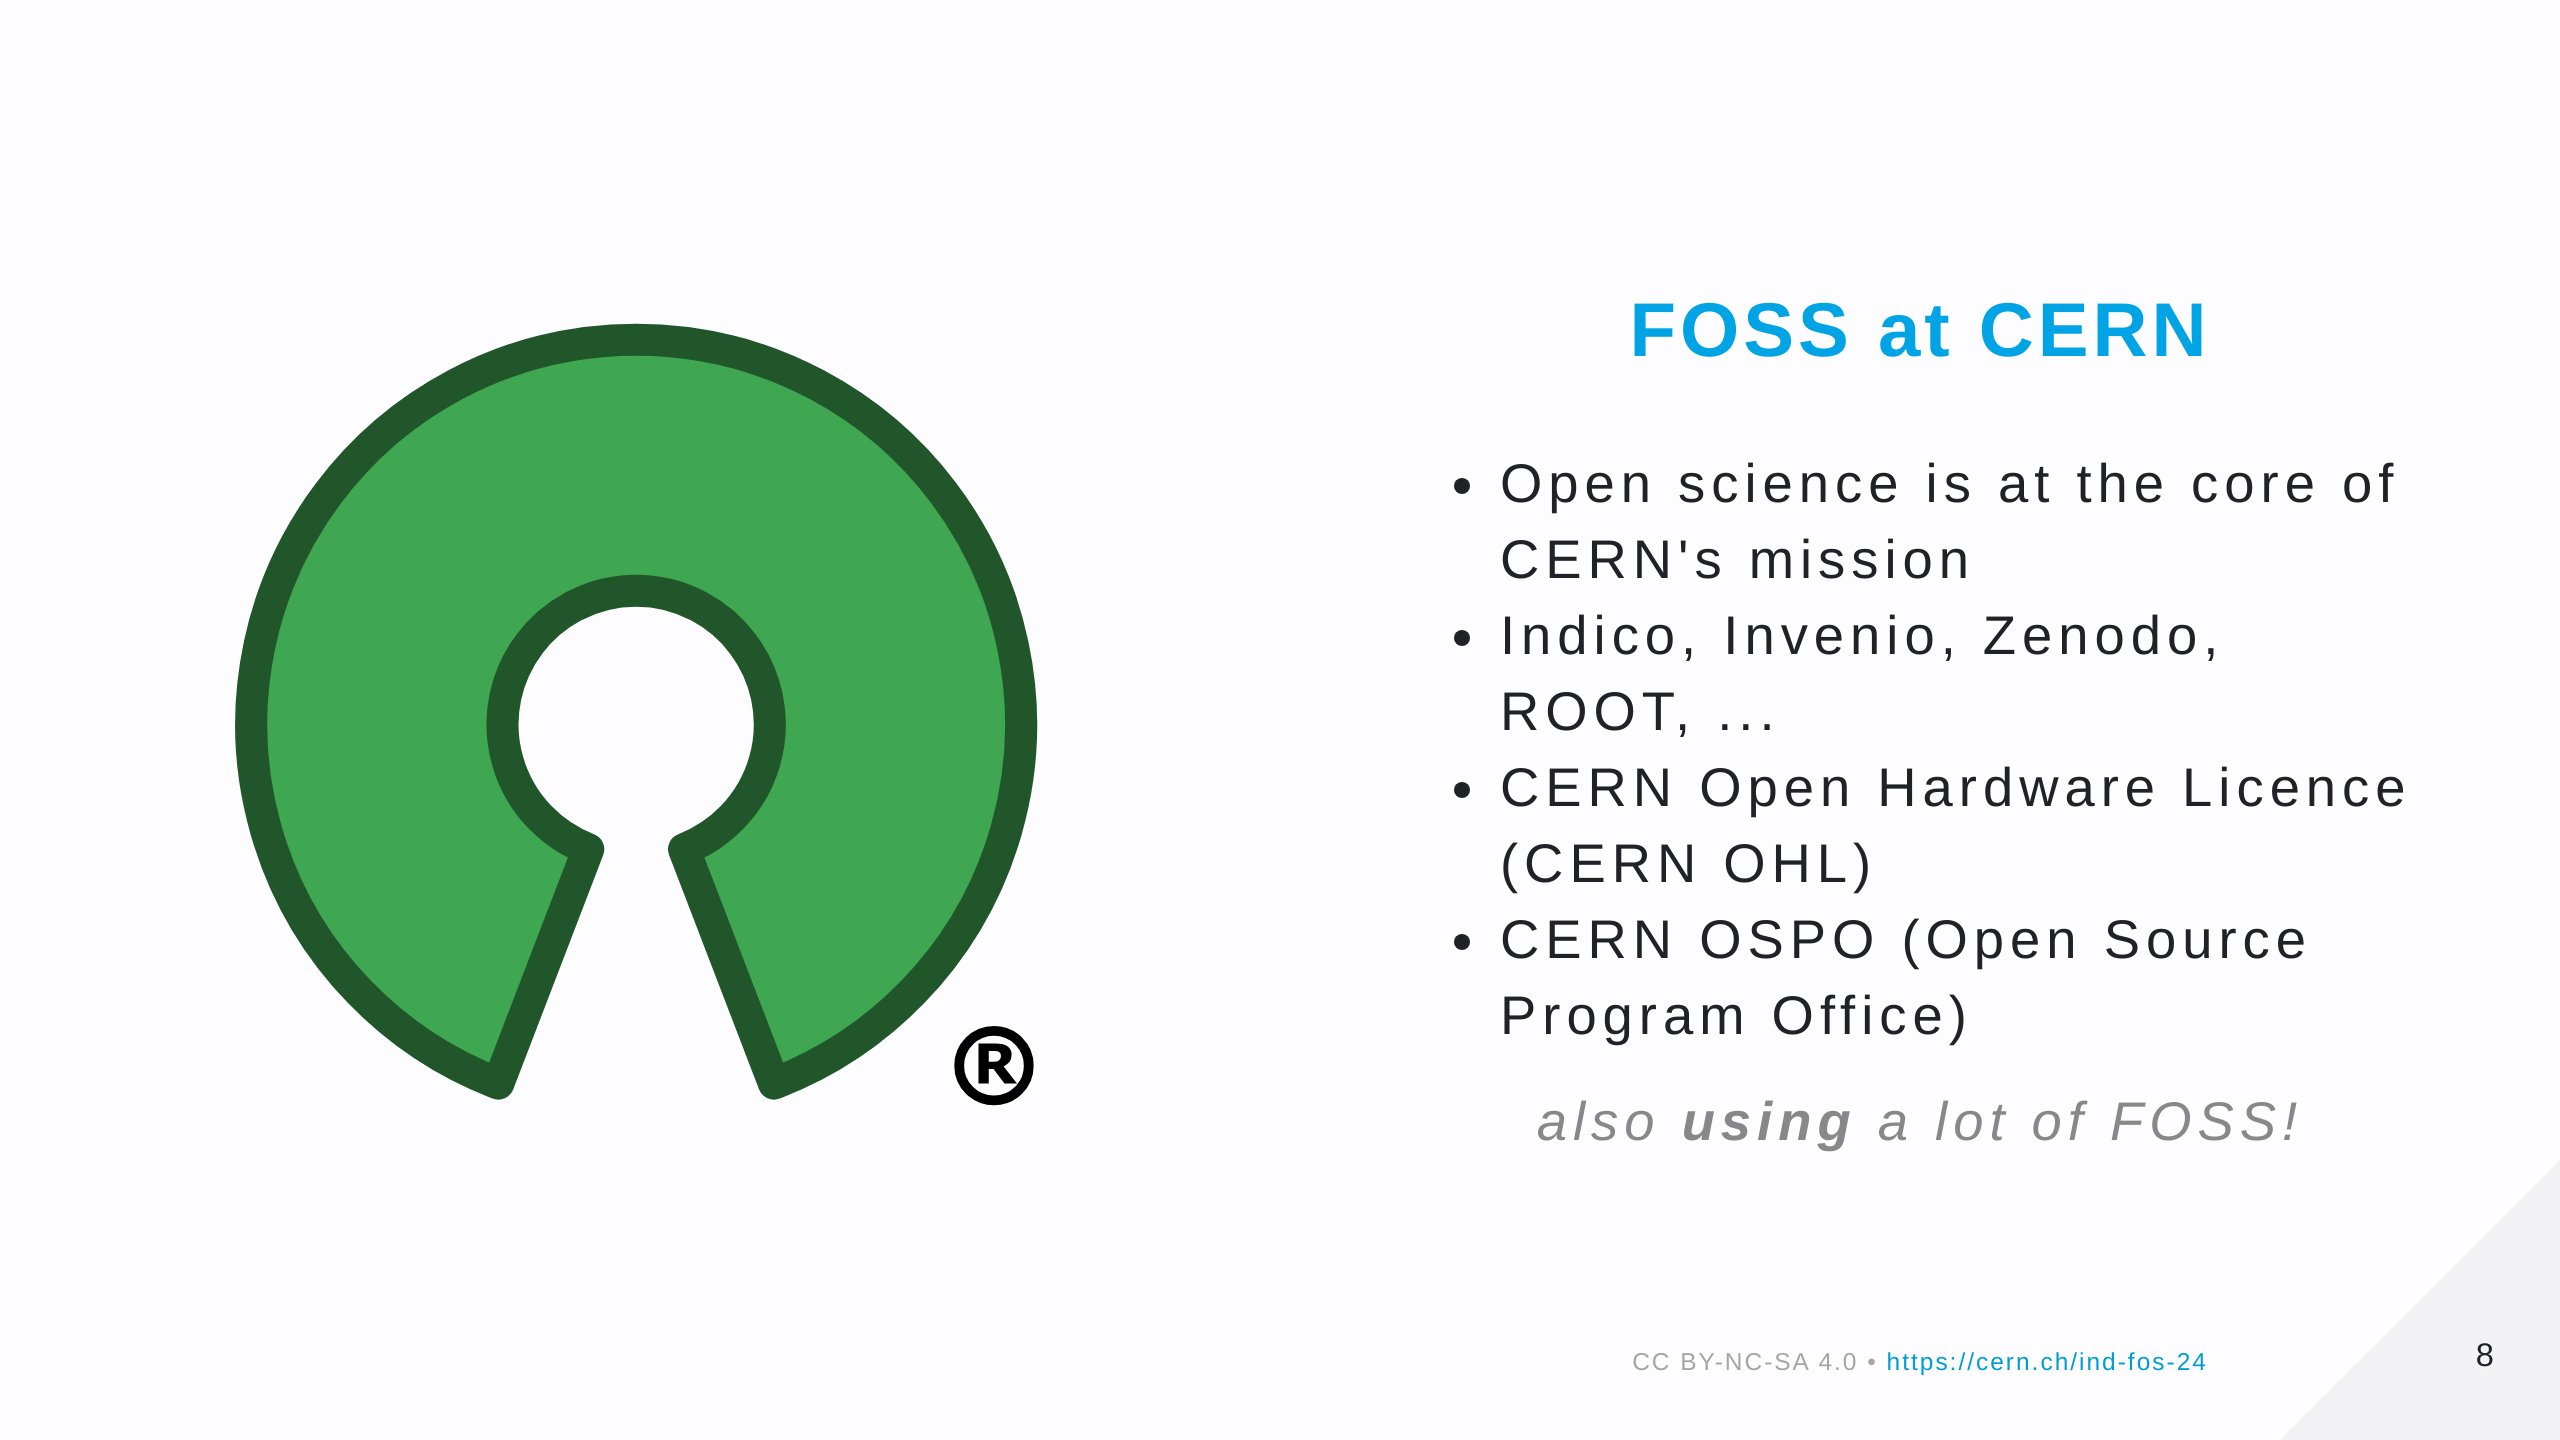 FOSS at CERN
• Open science is at the core of
CERN's mission
• Indico, Invenio, Zenodo,
ROOT, ...
• CERN Open Hardware Licence
(CERN OHL)
• CERN OSPO (Open Source
Program Office)
also using a lot of FOSS!
®
CC BY-NC-SA 4.0 • https://cern.ch/ind-fos-24
8